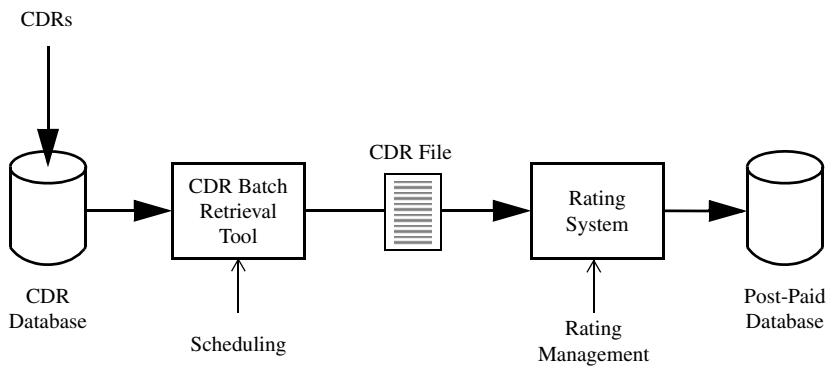 CDRs
CDR File
CDR Batch
Retrieval
Tool
Rating
System
CDR
Database
Scheduling
Rating
Management
Post-Paid
Database